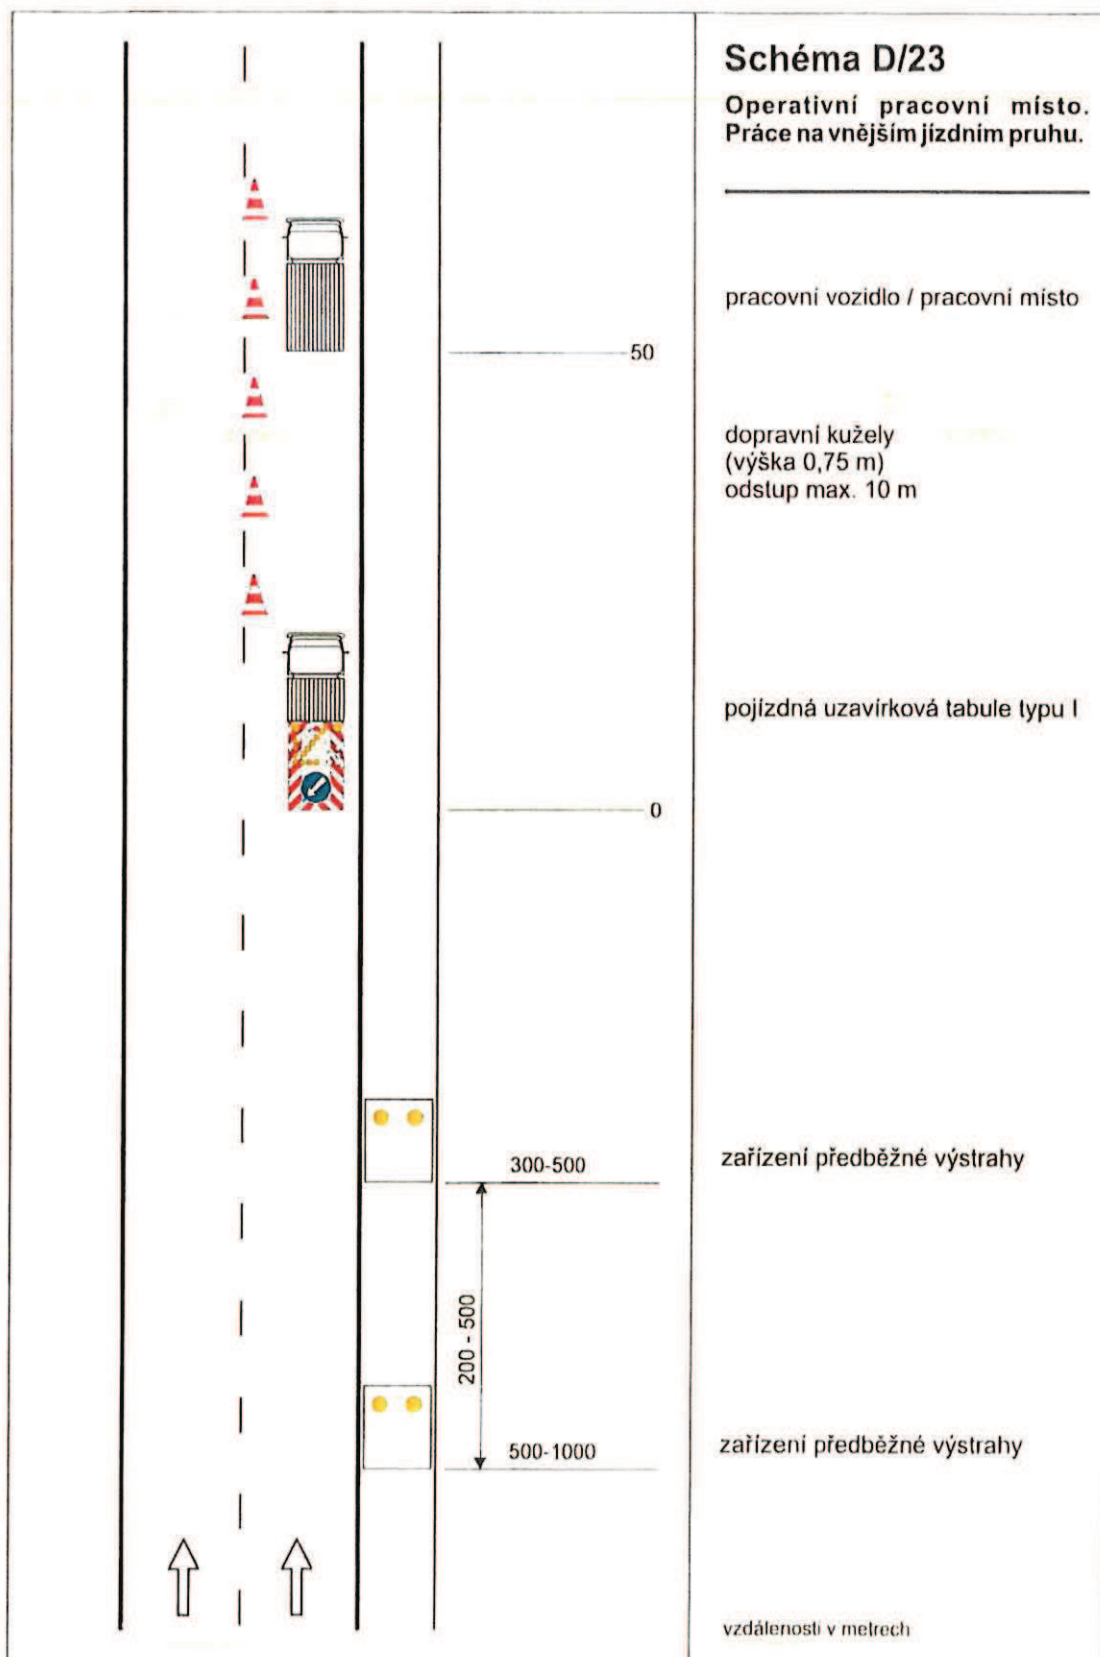 Schéma D/23
Operativní pracovní místo.
Práce na vnějším jízdním pruhu.
pracovní vozidlo / pracovní místo
50
dopravní kužely
(výška 0,75 m)
odstup max. 10 m
pojízdná uzavírková tabule typu I
0
300-500
zařízení předběžné výstrahy
200 - 500
500-1000
zařízení předběžné výstrahy
vzdálenosti v metrech